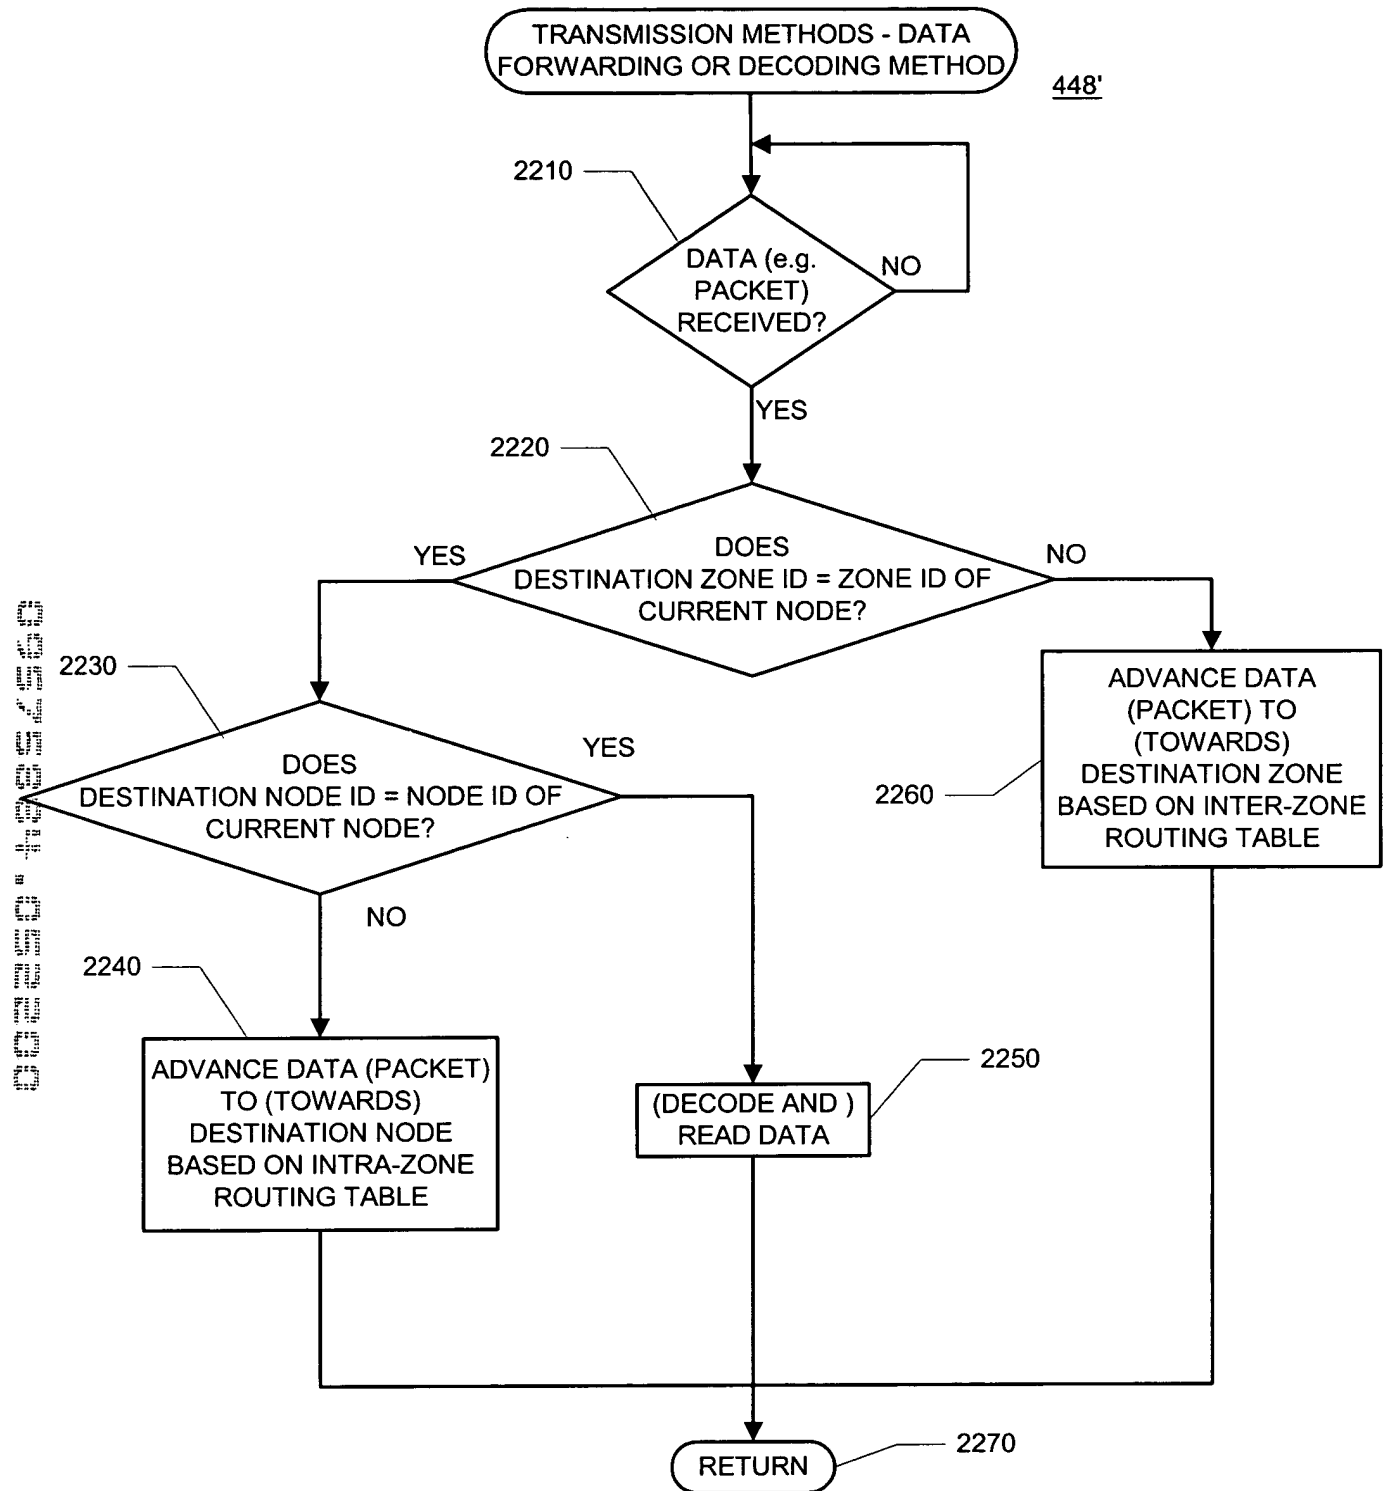 TRANSMISSION METHODS - DATA
FORWARDING OR DECODING METHOD
448'
2210
DATA (e.g.
PACKET)
RECEIVED?
NO
YES
2220
DOES
DESTINATION ZONE ID = ZONE ID OF
CURRENT NODE?
YES
NO
2230
DOES
DESTINATION NODE ID = NODE ID OF
CURRENT NODE?
YES
NO
2260
ADVANCE DATA
(PACKET) TO
(TOWARDS)
DESTINATION ZONE
BASED ON INTER-ZONE
ROUTING TABLE
2240
ADVANCE DATA (PACKET)
TO (TOWARDS)
DESTINATION NODE
BASED ON INTRA-ZONE
ROUTING TABLE
2250
(DECODE AND )
READ DATA
RETURN
2270